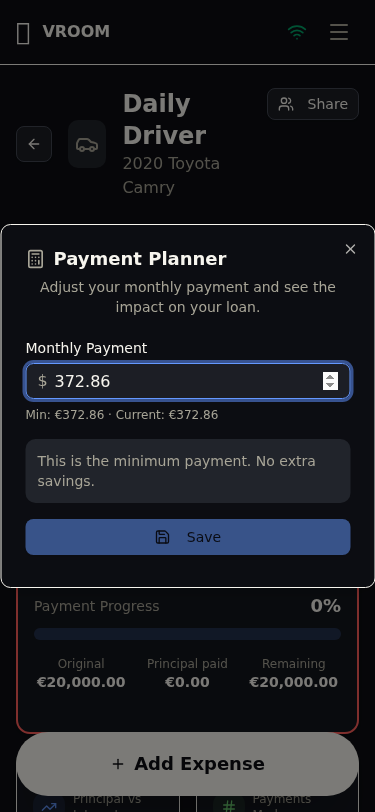 VROOM
Daily
Driver
2020 Toyota
Camry
Share
Payment Planner
Adjust your monthly payment and see the
impact on your loan.
Monthly Payment
$ 372.86
Min: €372.86 · Current: €372.86
This is the minimum payment. No extra
savings.
Save
Payment Progress 0%
Original Principal paid Remaining
€20,000.00 €0.00 €20,000.00
+ Add Expense
Principal vs Payments